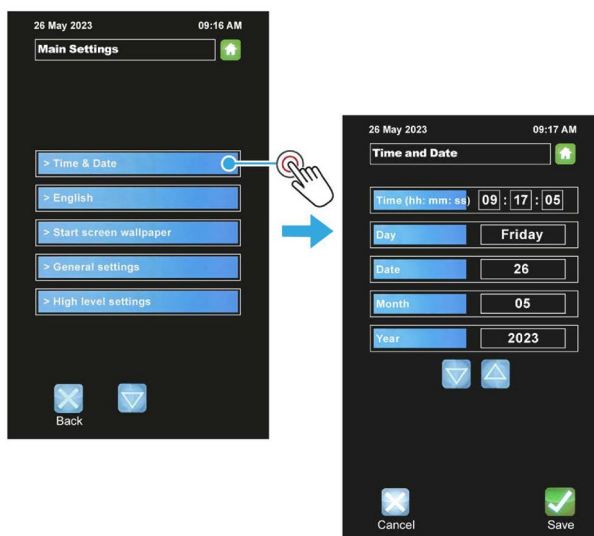 26 May 2023 09:16 AM
Main Settings
> Time & Date
> English
> Start screen wallpaper
> General settings
> High level settings
Back
26 May 2023 09:17 AM
Time and Date
Time (hh: mm: ss) 09 : 17 : 05
Day Friday
Date 26
Month 05
Year 2023
Cancel Save